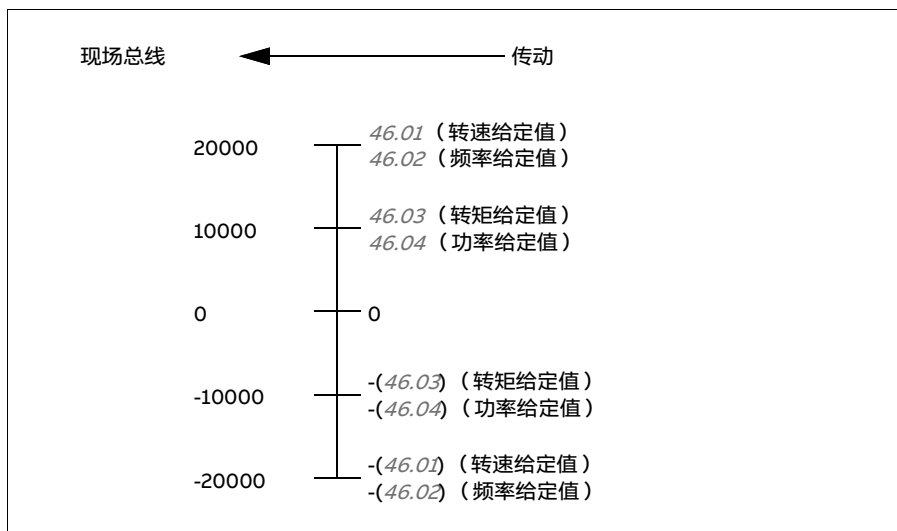 现场总线 传动
20000 46.01（转速给定值）
46.02（频率给定值）
10000 46.03（转矩给定值）
46.04（功率给定值）
0 0
-10000 -(46.03)（转矩给定值）
-(46.04)（功率给定值）
-20000 -(46.01)（转速给定值）
-(46.02)（频率给定值）